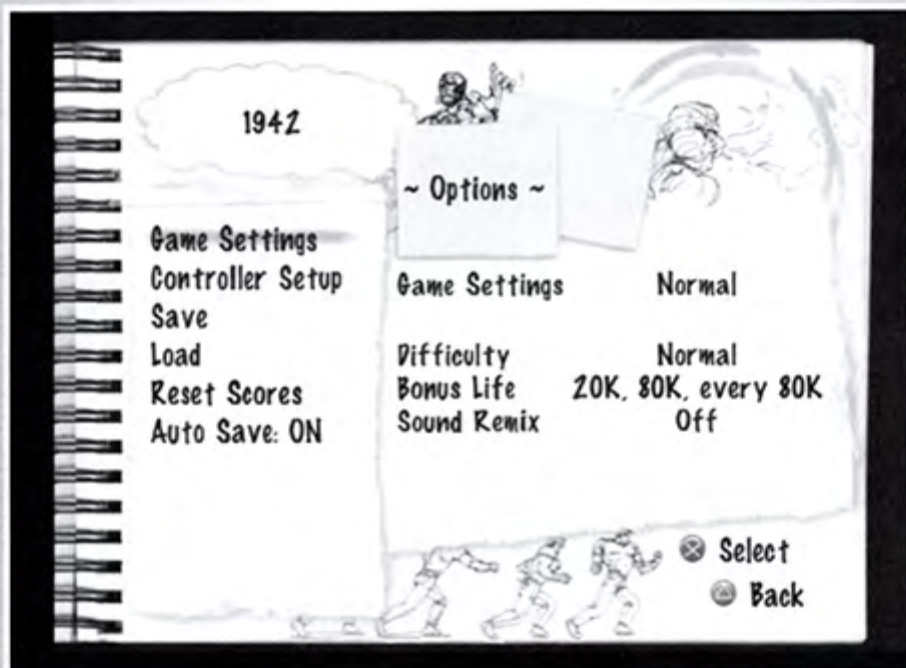 1942
~ Options ~
Game Settings
Controller Setup
Save
Load
Reset Scores
Auto Save: ON
Game Settings Normal
Difficulty Normal
Bonus Life 20K, 80K, every 80K
Sound Remix Off
Select
Back